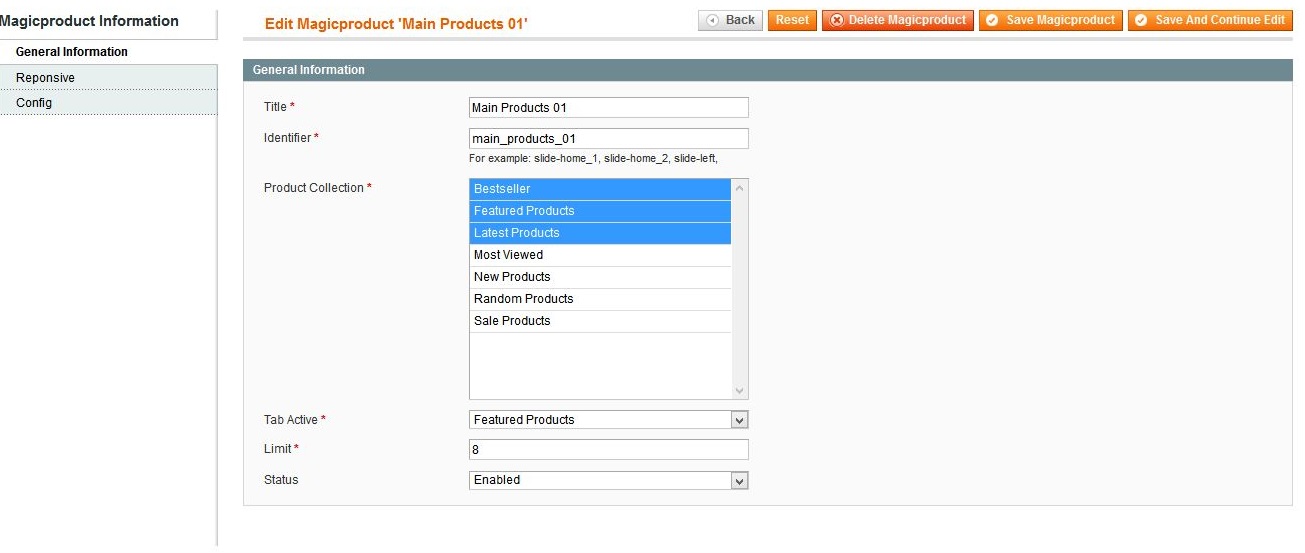 Magicproduct Information
General Information
Reponsive
Config
Edit Magicproduct 'Main Products 01'
Back
Reset
Delete Magicproduct
Save Magicproduct
Save And Continue Edit
General Information
Title *
Main Products 01
Identifier *
main_products_01
For example: slide-home_1, slide-home_2, slide-left,
Product Collection *
Bestseller
Featured Products
Latest Products
Most Viewed
New Products
Random Products
Sale Products
Tab Active *
Featured Products
Limit *
8
Status
Enabled